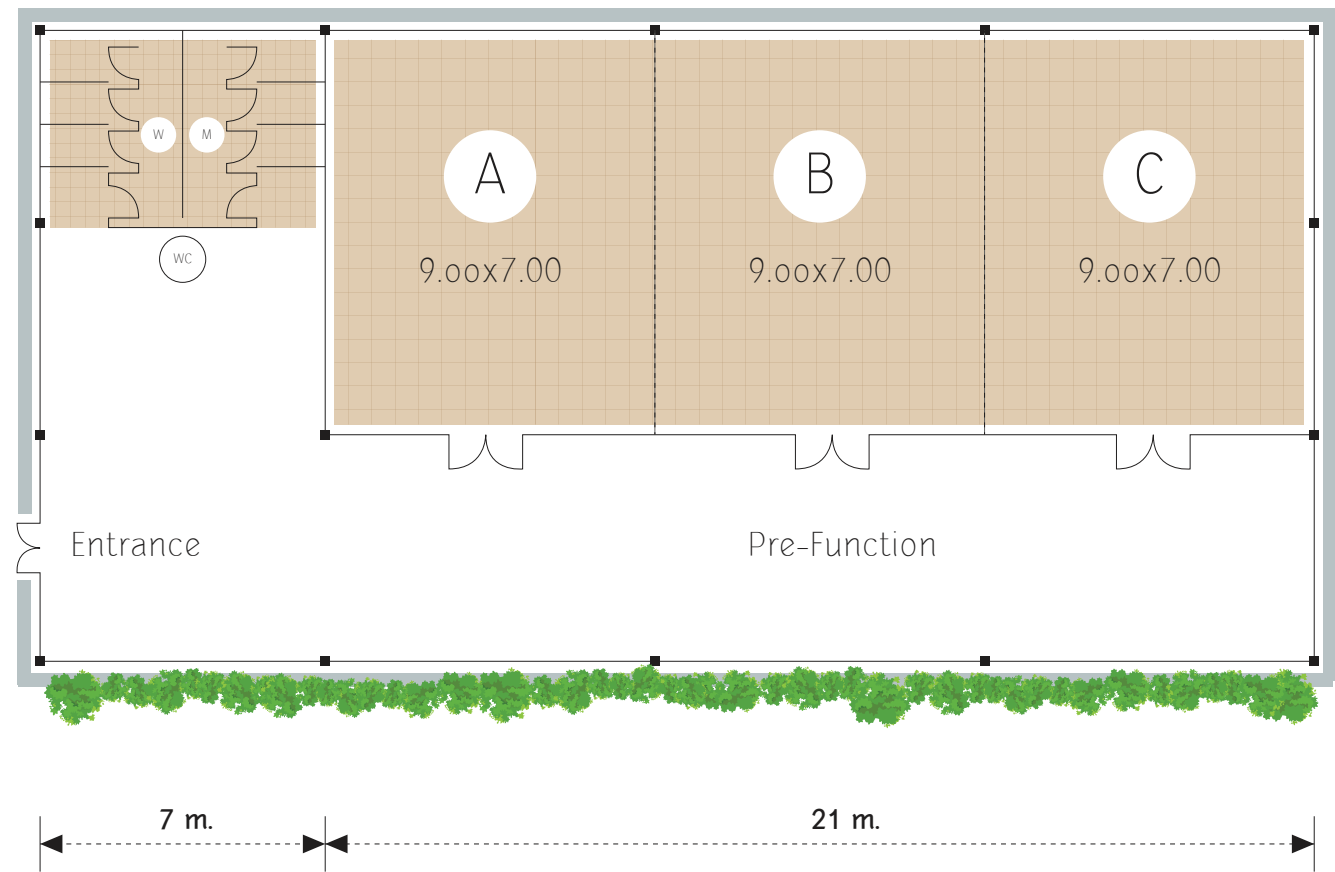 W M
A B C
WC
9.oox7.00 9.oox7.00 9.oox7.00
Entrance Pre-Function
7 m. 21 m.